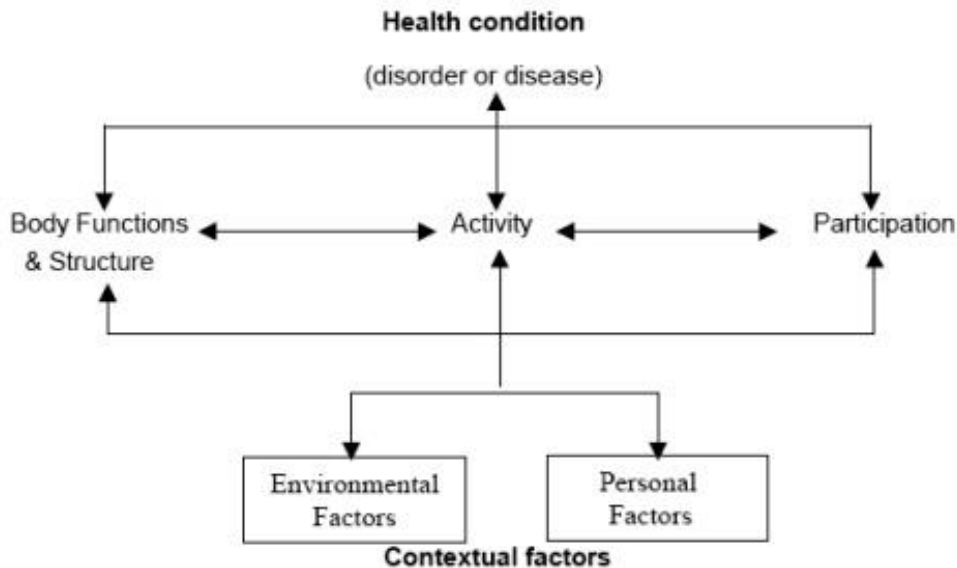 Health condition
(disorder or disease)
Body Functions
& Structure
Activity
Participation
Environmental
Factors
Personal
Factors
Contextual factors